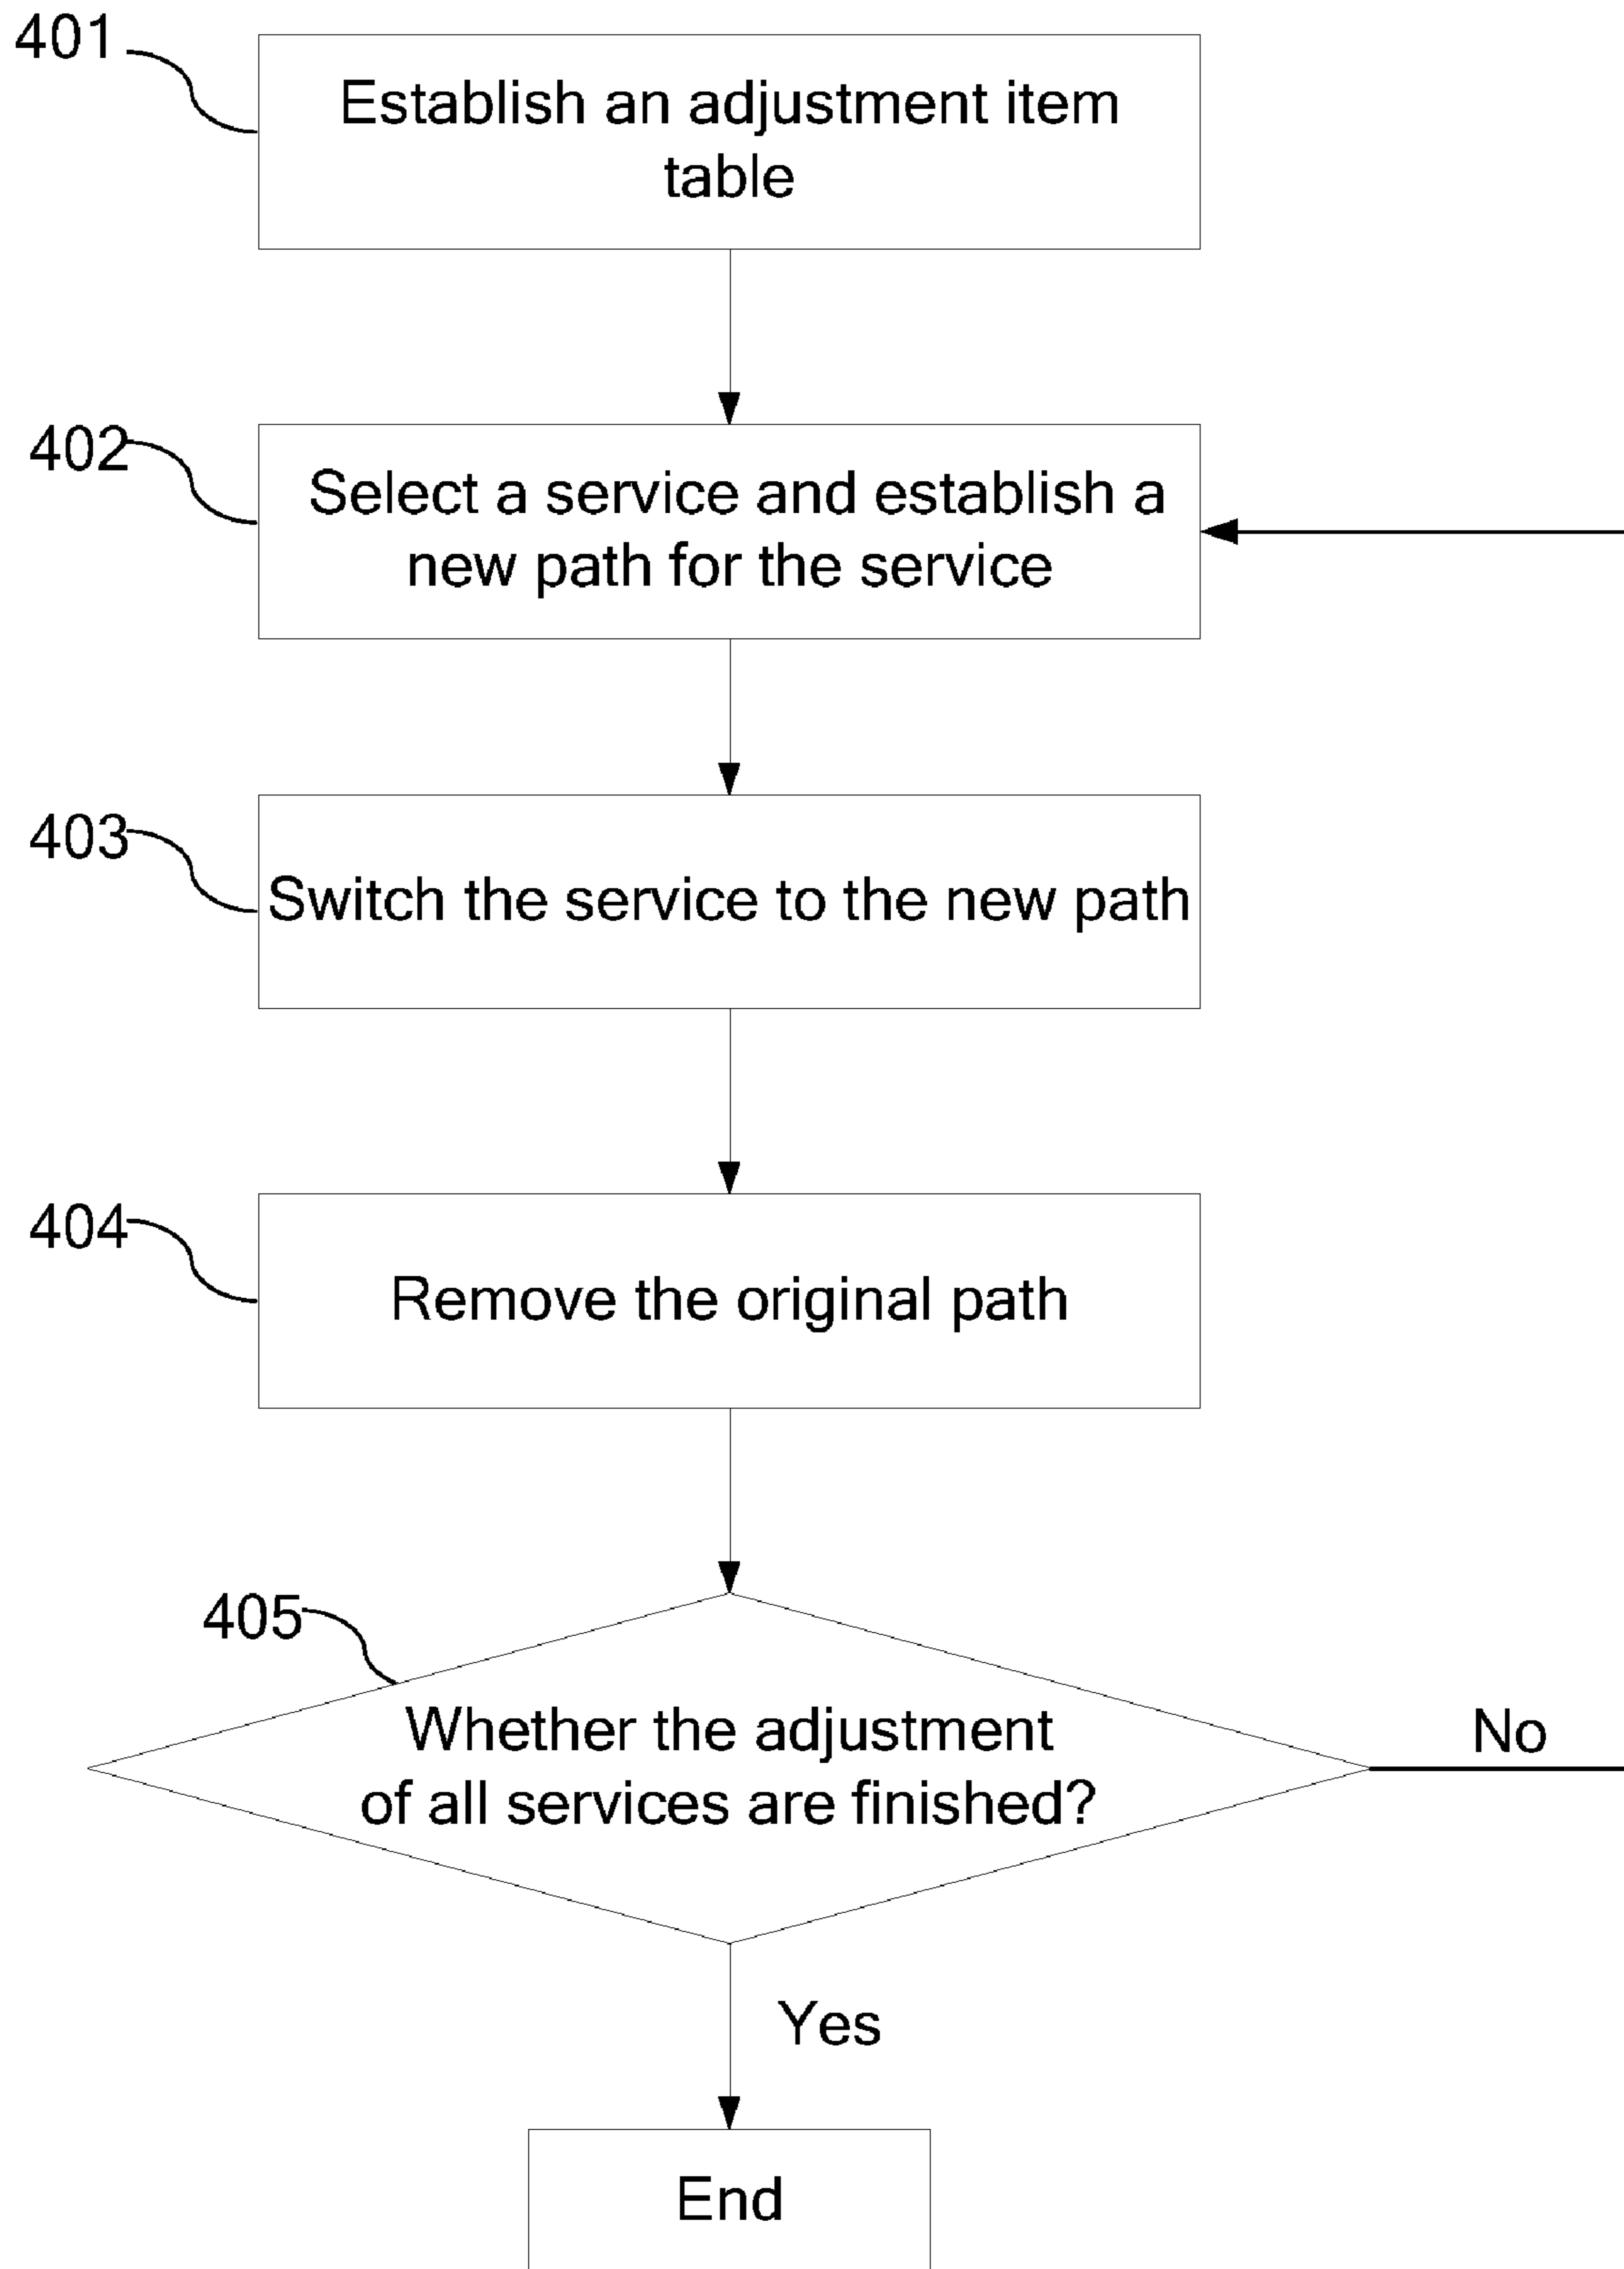 401
Establish an adjustment item
table
402
Select a service and establish a
new path for the service
403
Switch the service to the new path
404
Remove the original path
405
Whether the adjustment
of all services are finished?
No
Yes
End